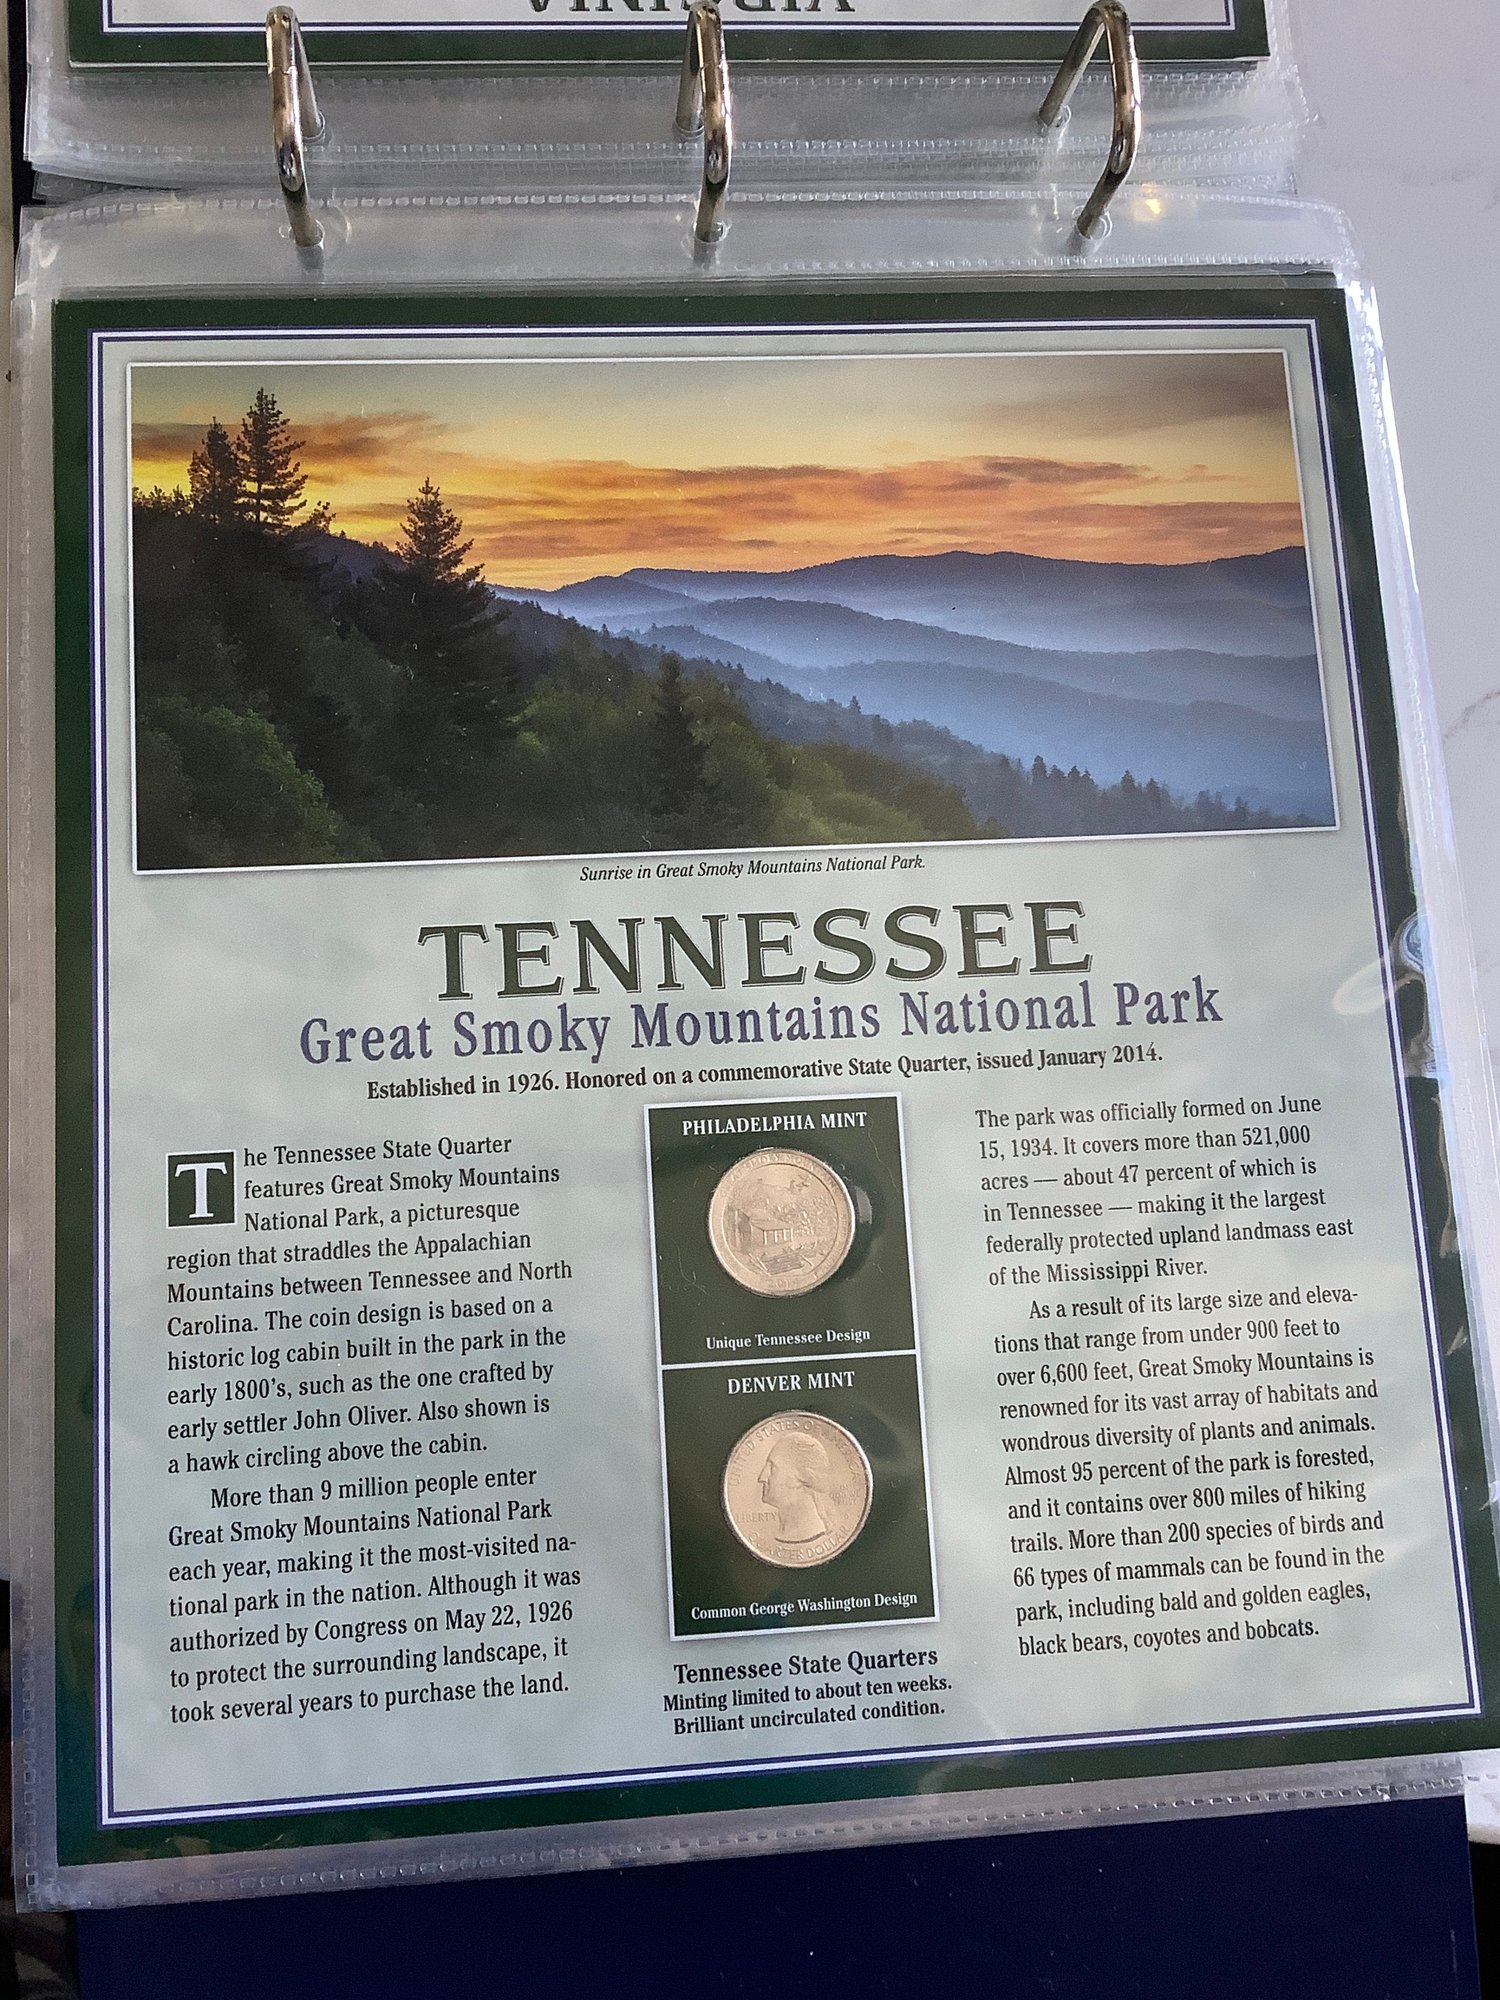 VIRGINIA
Sunrise in Great Smoky Mountains National Park.
TENNESSEE
Great Smoky Mountains National Park
Established in 1926. Honored on a commemorative State Quarter, issued January 2014.
The Tennessee State Quarter
features Great Smoky Mountains
National Park, a picturesque
region that straddles the Appalachian
Mountains between Tennessee and North
Carolina. The coin design is based on a
historic log cabin built in the park in the
early 1800's, such as the one crafted by
early settler John Oliver. Also shown is
a hawk circling above the cabin.
More than 9 million people enter
Great Smoky Mountains National Park
each year, making it the most-visited na-
tional park in the nation. Although it was
authorized by Congress on May 22, 1926
to protect the surrounding landscape, it
took several years to purchase the land.
PHILADELPHIA MINT
Unique Tennessee Design
DENVER MINT
UNITED STATES OF AMERICA
LIBERTY
QUARTER DOLLAR
Common George Washington Design
Tennessee State Quarters
Minting limited to about ten weeks.
Brilliant uncirculated condition.
The park was officially formed on June
15, 1934. It covers more than 521,000
acres — about 47 percent of which is
in Tennessee — making it the largest
federally protected upland landmass east
of the Mississippi River.
As a result of its large size and eleva-
tions that range from under 900 feet to
over 6,600 feet, Great Smoky Mountains is
renowned for its vast array of habitats and
wondrous diversity of plants and animals.
Almost 95 percent of the park is forested,
and it contains over 800 miles of hiking
trails. More than 200 species of birds and
66 types of mammals can be found in the
park, including bald and golden eagles,
black bears, coyotes and bobcats.